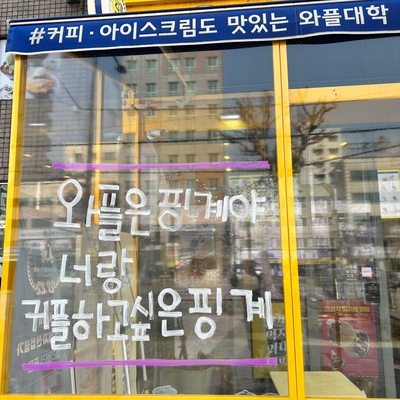 #커피·아이스크림도 맛있는 와플대학
와플은 핑계야
너랑
커플하고싶은핑계